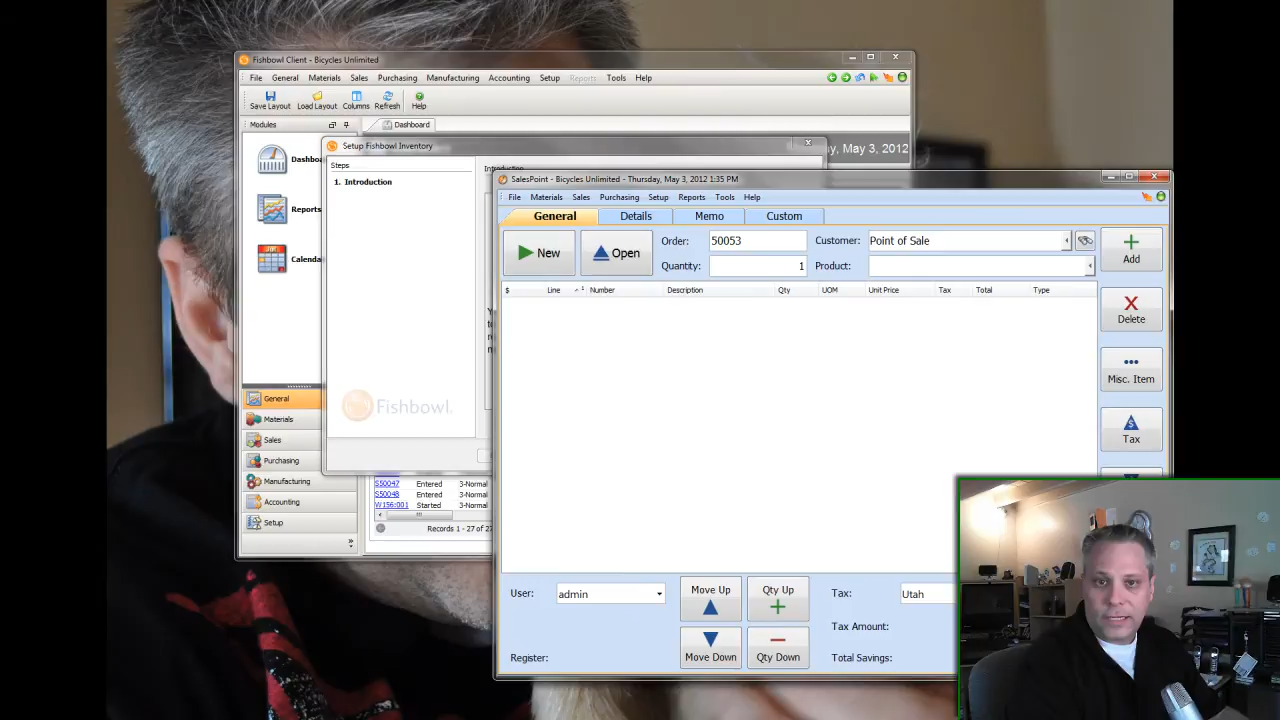 Fishbowl Client - Bicycles Unlimited
File General Materials Sales Purchasing Manufacturing Accounting Setup Reports Tools Help
Save Layout Load Layout Columns Refresh Help
Modules
Dashboard
Reports
Calenda
General
Materials
Sales
Purchasing
Manufacturing
Accounting
Setup
y, May 3, 2012
Setup Fishbowl Inventory
Steps
1. Introduction
Fishbowl.
S50047 Entered 3-Normal
S50048 Entered 3-Normal
W156:001 Started 3-Normal
Records 1 - 27 of 27
SalesPoint - Bicycles Unlimited - Thursday, May 3, 2012 1:35 PM
File Materials Sales Purchasing Setup Reports Tools Help
General Details Memo Custom
New Open Order: 50053 Customer: Point of Sale
Quantity: 1 Product:
$ Line 1 Number Description Qty UOM Unit Price Tax Total Type
Add
Delete
Misc. Item
Tax
User: admin Move Up Qty Up Tax: Utah
Tax Amount:
Register: Move Down Qty Down Total Savings: